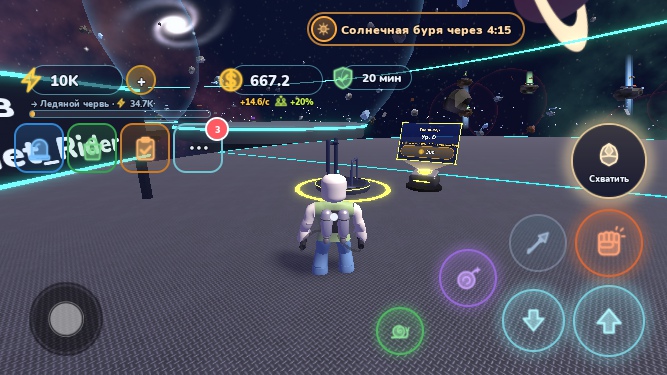 Солнечная буря через 4:15
10K
+
667.2
20 мин
→ Ледяной червь · 34.7K
+14.6/c +20%
3
et_Rider
Схватить